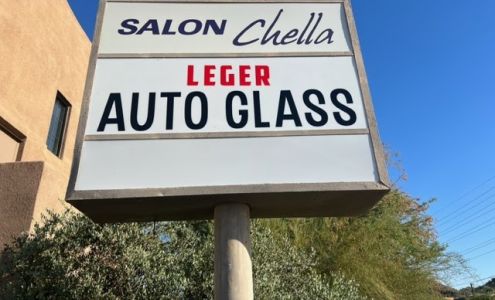 SALON Chella
LEGER
AUTO GLASS